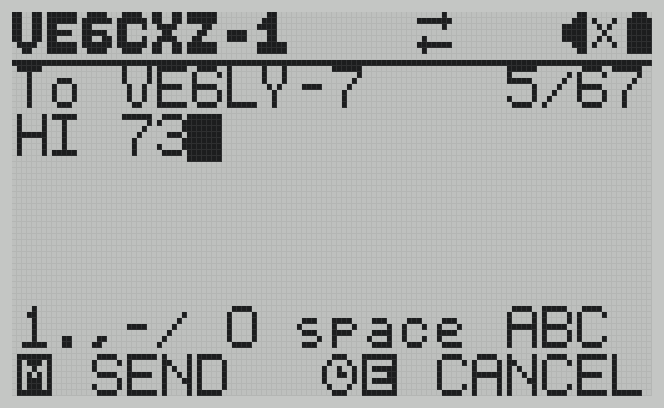 VE6CXZ-1
To VE6LY-7 5/67
HI 73
1.,-/ 0 space ABC
M SEND E CANCEL